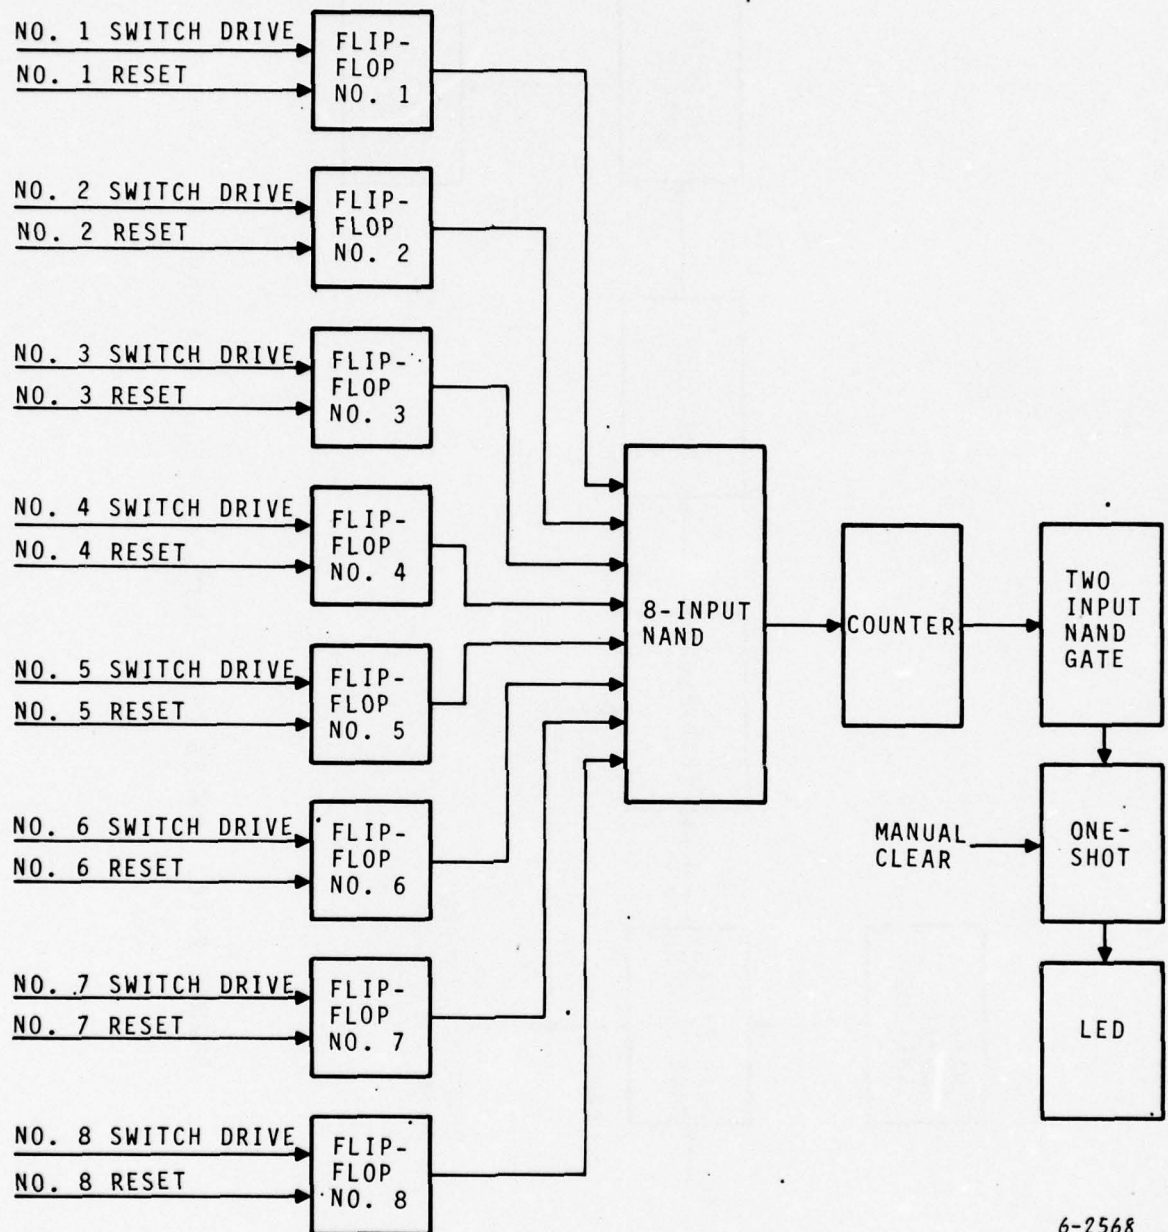 NO. 1 SWITCH DRIVE
NO. 1 RESET
FLIP-
FLOP
NO. 1
NO. 2 SWITCH DRIVE
NO. 2 RESET
FLIP-
FLOP
NO. 2
NO. 3 SWITCH DRIVE
NO. 3 RESET
FLIP-
FLOP
NO. 3
NO. 4 SWITCH DRIVE
NO. 4 RESET
FLIP-
FLOP
NO. 4
NO. 5 SWITCH DRIVE
NO. 5 RESET
FLIP-
FLOP
NO. 5
NO. 6 SWITCH DRIVE
NO. 6 RESET
FLIP-
FLOP
NO. 6
NO. 7 SWITCH DRIVE
NO. 7 RESET
FLIP-
FLOP
NO. 7
NO. 8 SWITCH DRIVE
NO. 8 RESET
FLIP-
FLOP
NO. 8
8-INPUT
NAND
COUNTER
TWO
INPUT
NAND
GATE
MANUAL
CLEAR
ONE-
SHOT
LED
6-2568